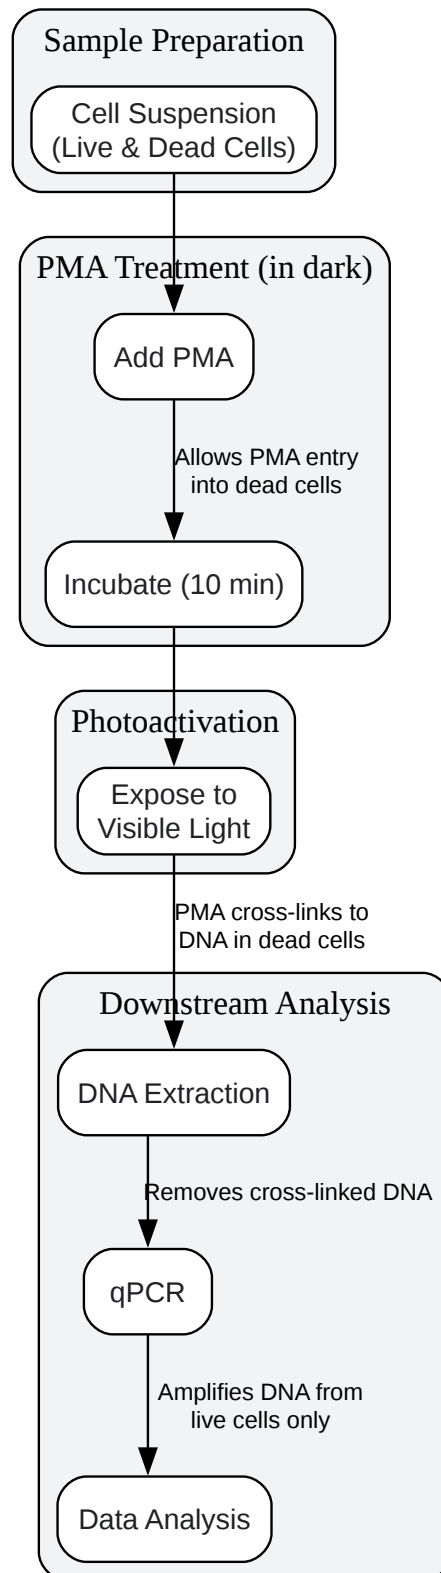 Sample Preparation
Cell Suspension
(Live & Dead Cells)
PMA Treatment (in dark)
Add PMA
Allows PMA entry
into dead cells
Incubate (10 min)
Photoactivation
Expose to
Visible Light
PMA cross-links to
DNA in dead cells
Downstream Analysis
DNA Extraction
Removes cross-linked DNA
qPCR
Amplifies DNA from
live cells only
Data Analysis